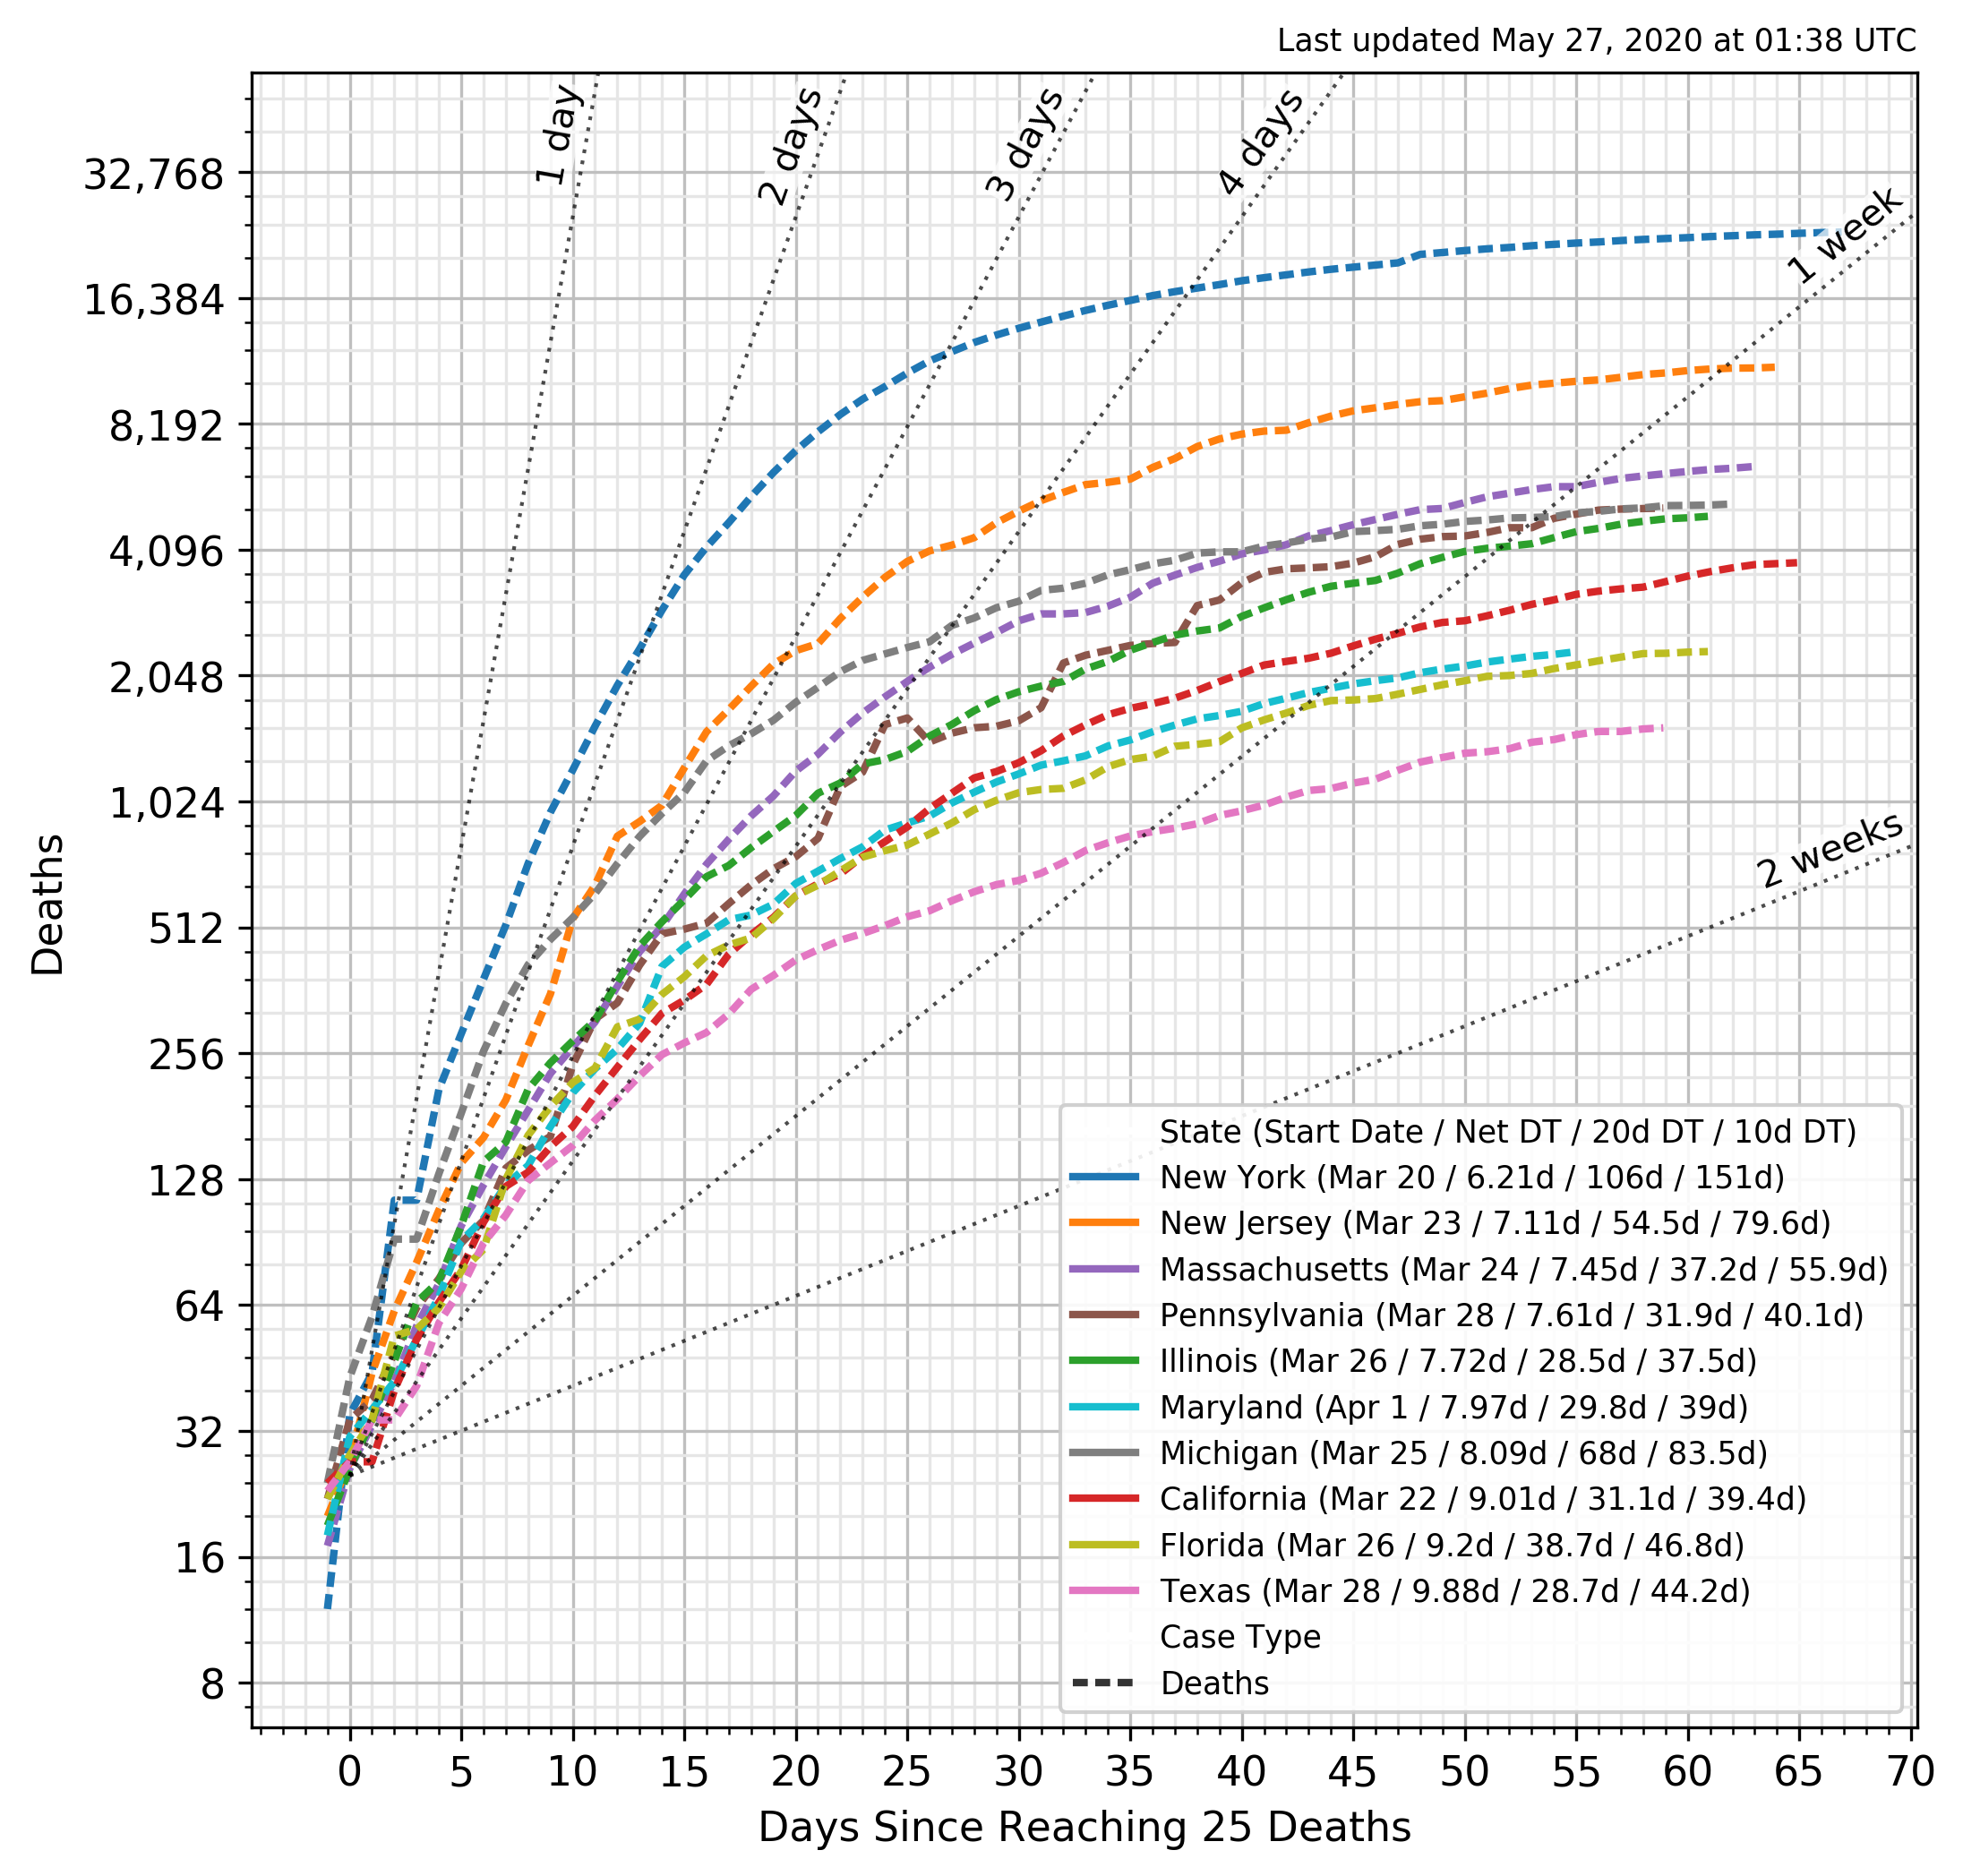 Last updated May 27, 2020 at 01:38 UTC
1 day
2 days
3 days
4 days
1 week
2 weeks
32,768
16,384
8,192
4,096
2,048
1,024
512
256
128
64
32
16
8
Deaths
State (Start Date / Net DT / 20d DT / 10d DT)
New York (Mar 20 / 6.21d / 106d / 151d)
New Jersey (Mar 23 / 7.11d / 54.5d / 79.6d)
Massachusetts (Mar 24 / 7.45d / 37.2d / 55.9d)
Pennsylvania (Mar 28 / 7.61d / 31.9d / 40.1d)
Illinois (Mar 26 / 7.72d / 28.5d / 37.5d)
Maryland (Apr 1 / 7.97d / 29.8d / 39d)
Michigan (Mar 25 / 8.09d / 68d / 83.5d)
California (Mar 22 / 9.01d / 31.1d / 39.4d)
Florida (Mar 26 / 9.2d / 38.7d / 46.8d)
Texas (Mar 28 / 9.88d / 28.7d / 44.2d)
Case Type
Deaths
0 5 10 15 20 25 30 35 40 45 50 55 60 65 70
Days Since Reaching 25 Deaths